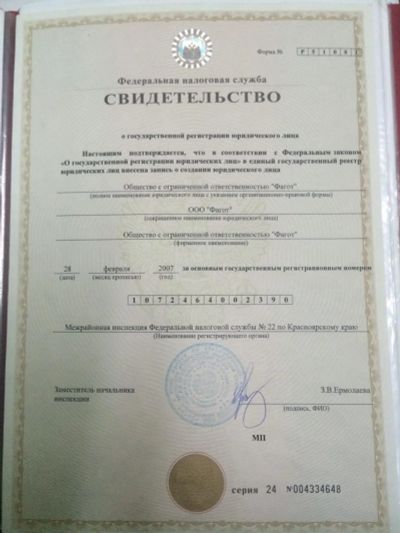 Форма № Р 5 1 0 0 1
Федеральная налоговая служба
СВИДЕТЕЛЬСТВО
о государственной регистрации юридического лица
Настоящим подтверждается, что в соответствии с Федеральным законом
«О государственной регистрации юридических лиц» в единый государственный реестр
юридических лиц внесена запись о создании юридического лица
Общество с ограниченной ответственностью "Фагот"
(полное наименование юридического лица с указанием организационно-правовой формы)
ООО "Фагот"
(сокращенное наименование юридического лица)
Общество с ограниченной ответственностью "Фагот"
(фирменное наименование)
28 февраля 2007 за основным государственным регистрационным номером
(дата) (месяц прописью) (год)
1 0 7 2 4 6 4 0 0 2 3 9 0
Межрайонная инспекция Федеральной налоговой службы № 22 по Красноярскому краю
(Наименование регистрирующего органа)
Заместитель начальника З.В.Ермолаева
инспекции
(подпись, ФИО)
МП
серия 24 №004334648